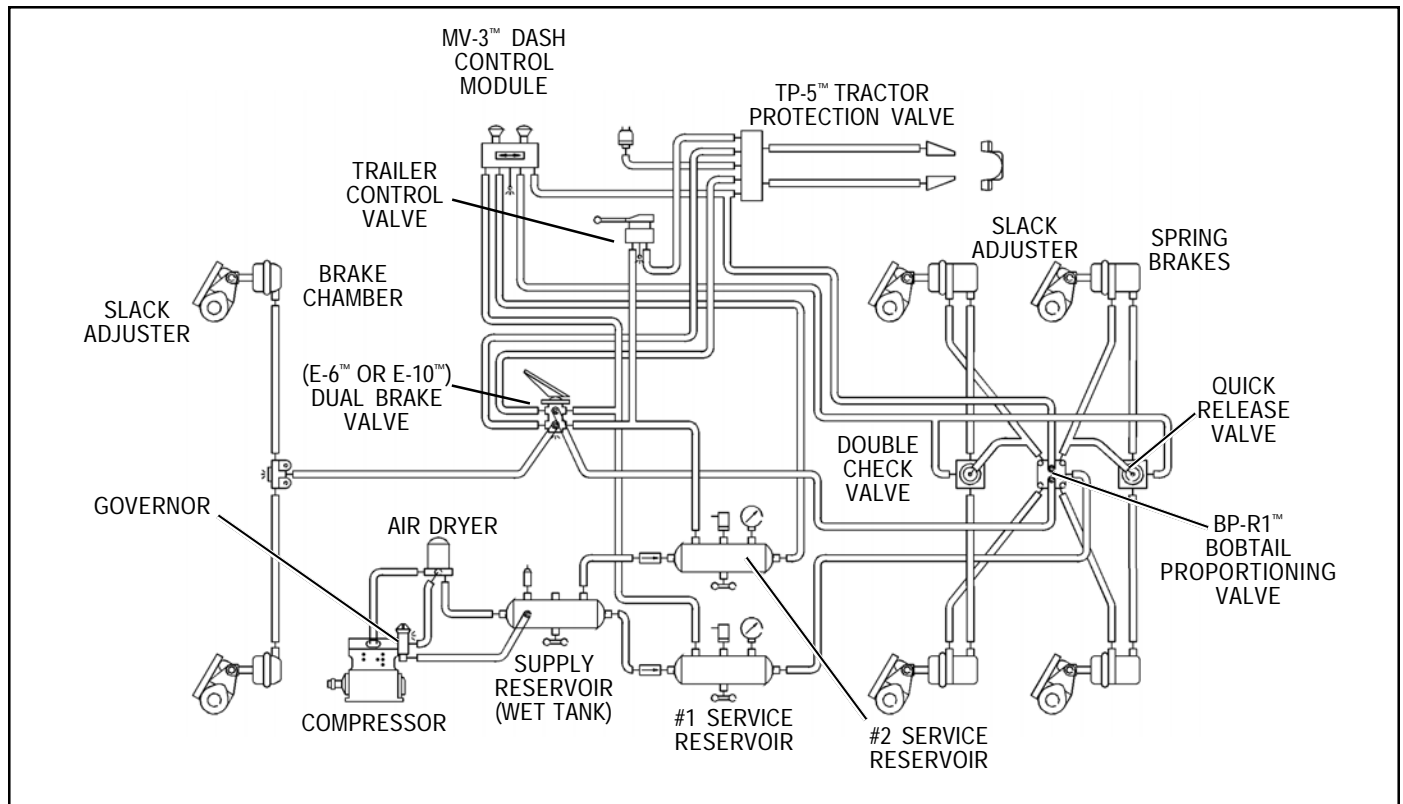 MV-3™ DASH
CONTROL
MODULE
TP-5™ TRACTOR
PROTECTION VALVE
TRAILER
CONTROL
VALVE
SLACK
ADJUSTER
SPRING
BRAKES
BRAKE
CHAMBER
SLACK
ADJUSTER
(E-6™ OR E-10™)
DUAL BRAKE
VALVE
QUICK
RELEASE
VALVE
DOUBLE
CHECK
VALVE
GOVERNOR
AIR DRYER
BP-R1™
BOBTAIL
PROPORTIONING
VALVE
SUPPLY
RESERVOIR
(WET TANK)
COMPRESSOR
#1 SERVICE
RESERVOIR
#2 SERVICE
RESERVOIR